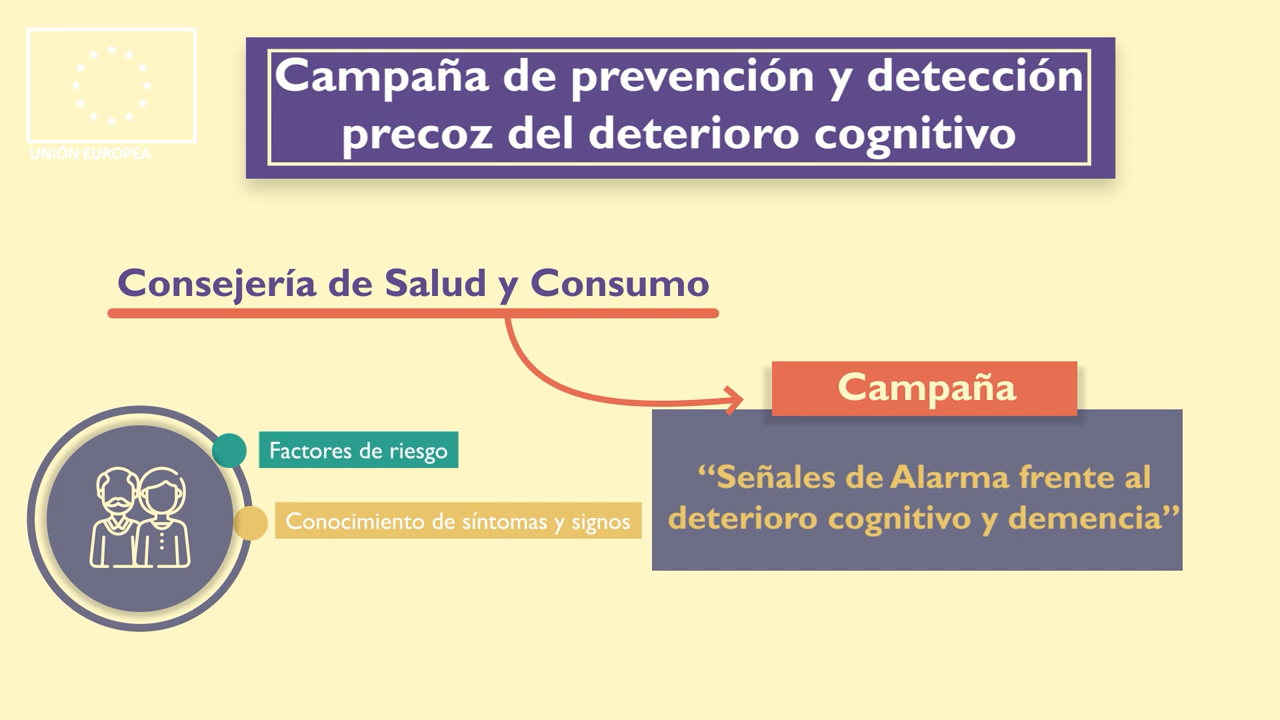 UNIÓN EUROPEA
Campaña de prevención y detección
precoz del deterioro cognitivo
Consejería de Salud y Consumo
Campaña
“Señales de Alarma frente al
deterioro cognitivo y demencia”
Factores de riesgo
Conocimiento de síntomas y signos